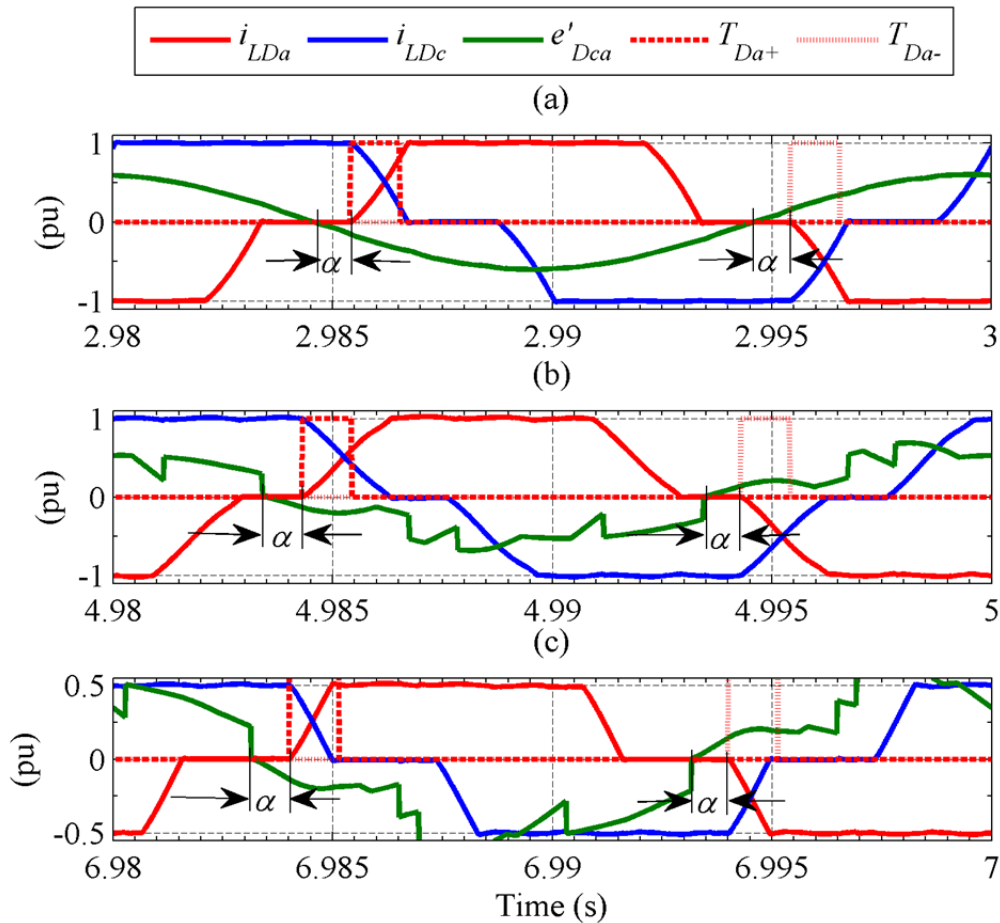 i_LDa i_LDc e'_Dca T_Da+ T_Da-
(a)
1
0
-1
(pu)
α α
2.98 2.985 2.99 2.995 3
(b)
1
0
-1
(pu)
α α
4.98 4.985 4.99 4.995 5
(c)
0.5
0
-0.5
(pu)
α α
6.98 6.985 6.99 6.995 7
Time (s)